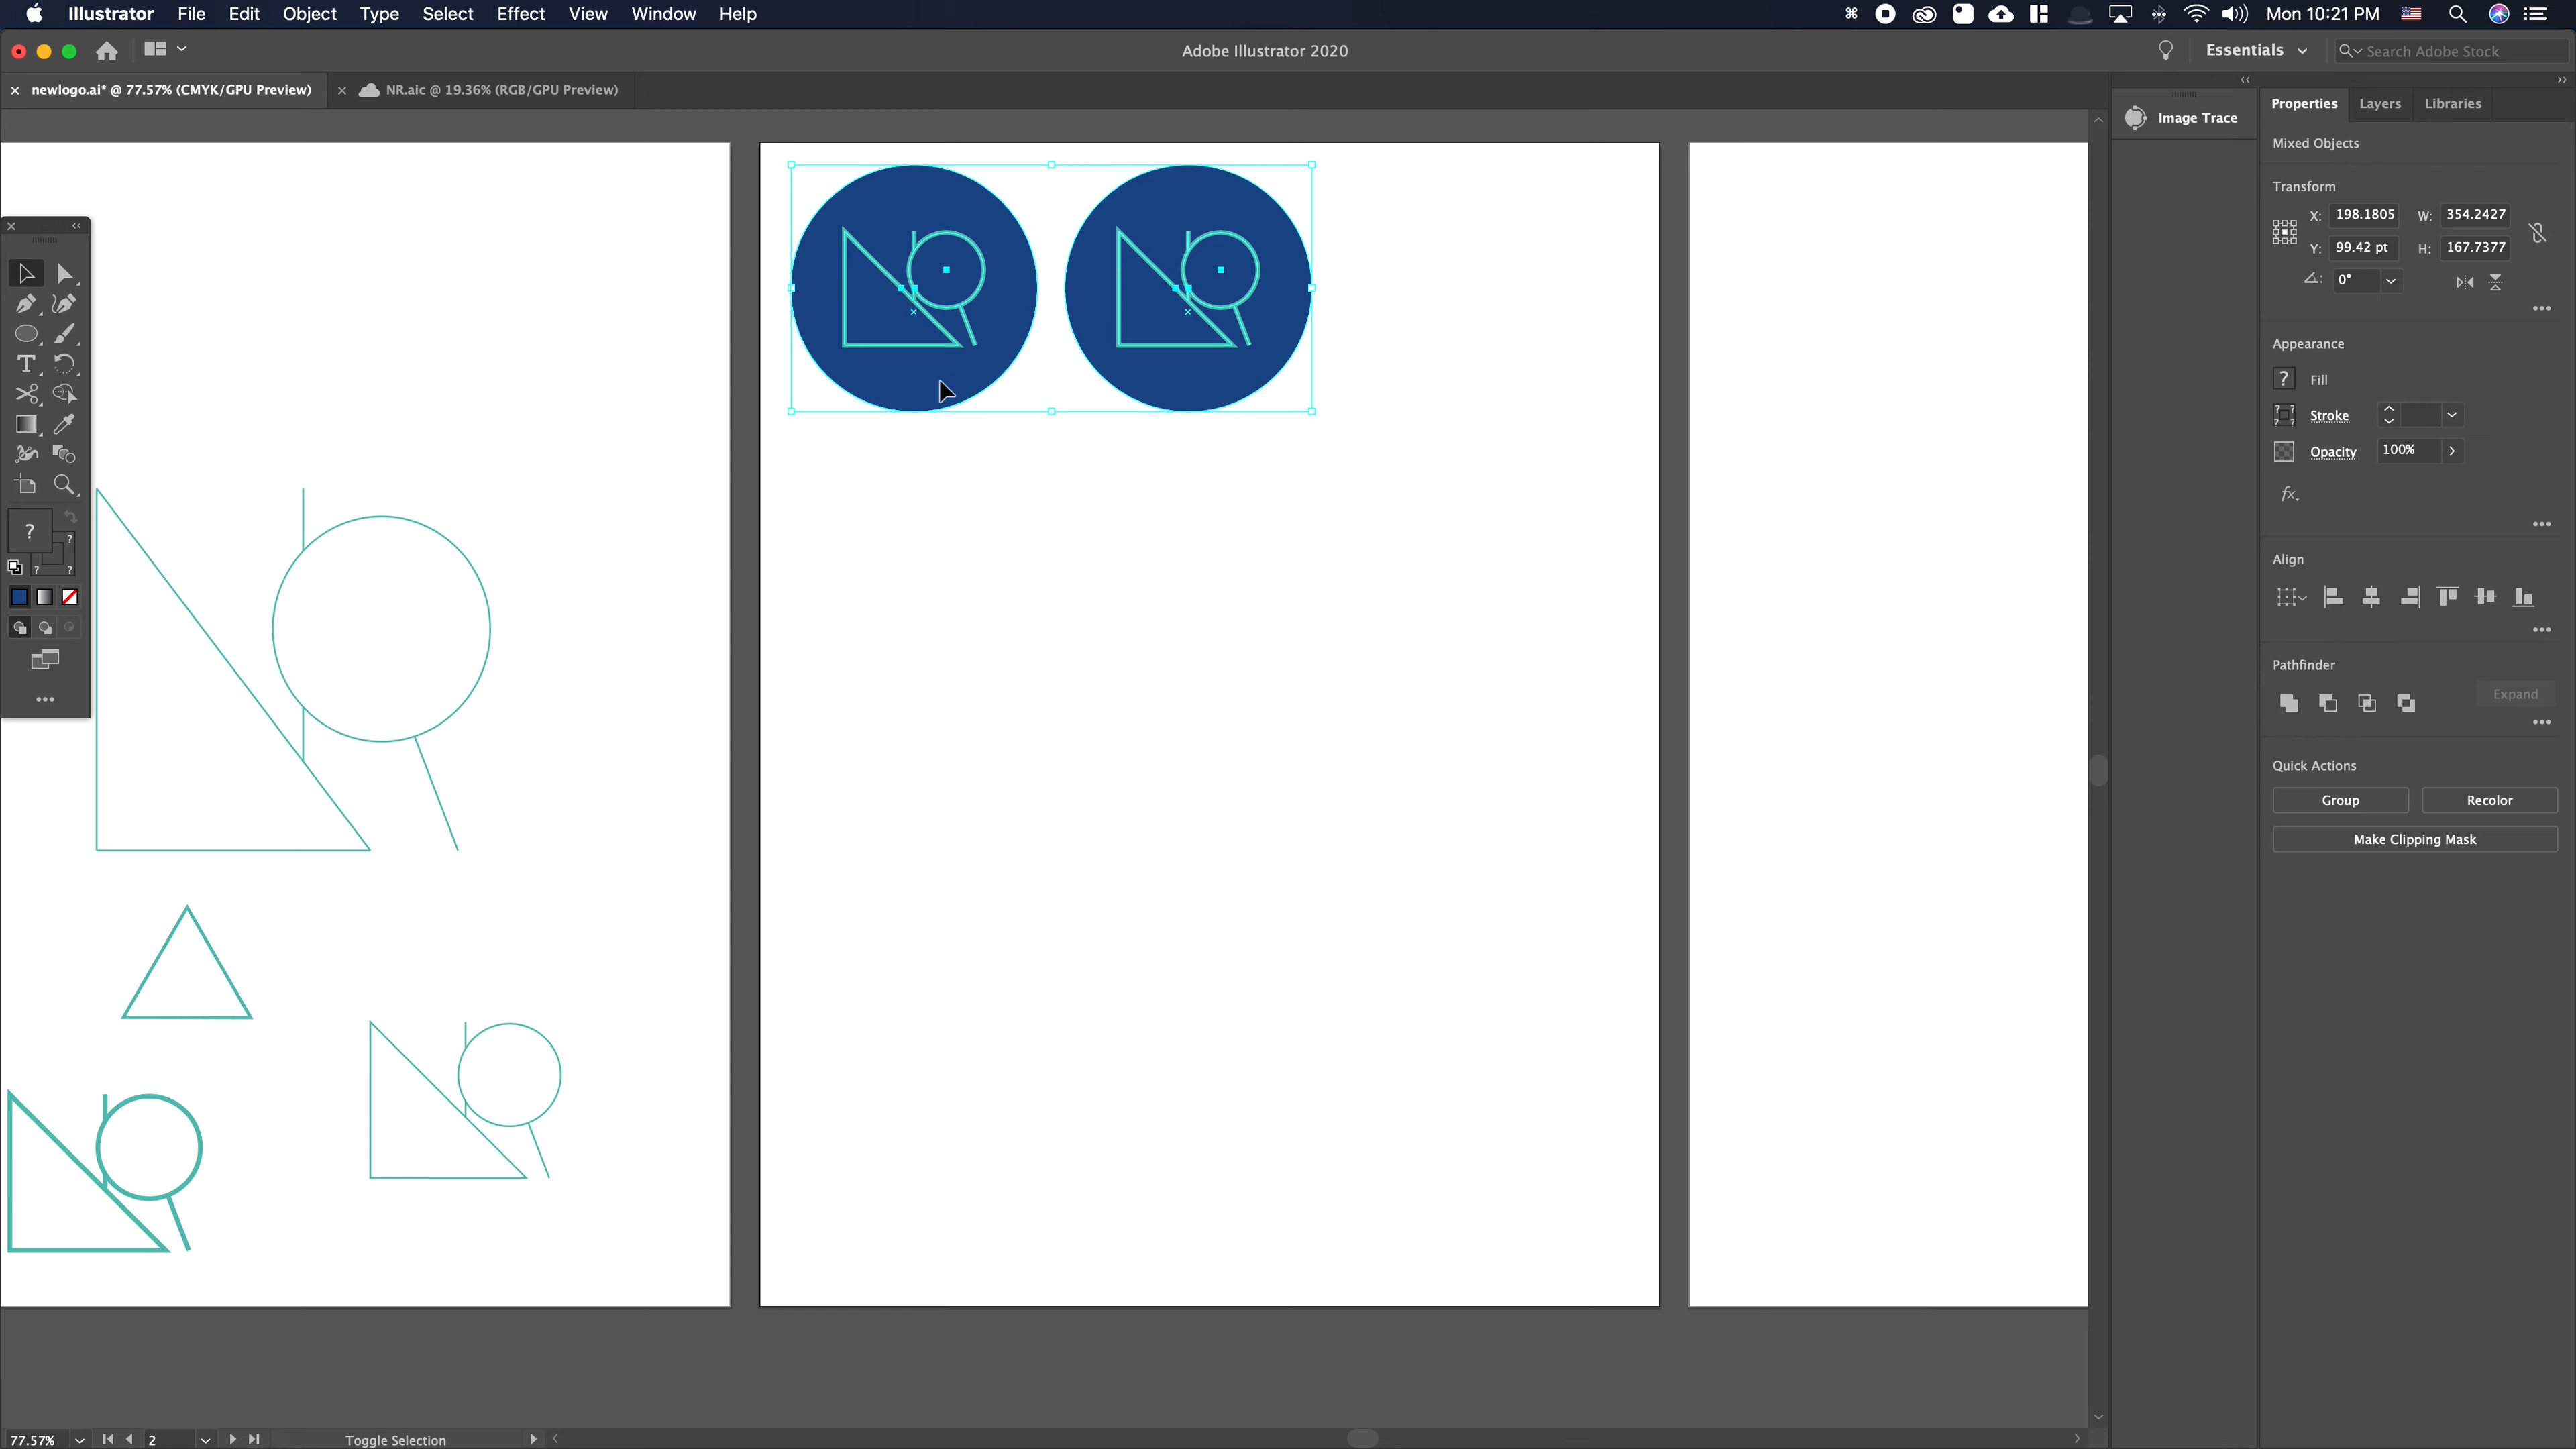 Illustrator File Edit Object Type Select Effect View Window Help Mon 10:21 PM
Adobe Illustrator 2020 Essentials Search Adobe Stock
newlogo.ai* @ 77.57% (CMYK/GPU Preview) NR.aic @ 19.36% (RGB/GPU Preview)
Image Trace
Properties Layers Libraries
Mixed Objects
Transform
X: 198.1805 W: 354.2427
Y: 99.42 pt H: 167.7377
0°
Appearance
? Fill
Stroke
Opacity 100%
fx
Align
Pathfinder
Expand
Quick Actions
Group Recolor
Make Clipping Mask
T
?
?
? ?
77.57% 2 Toggle Selection